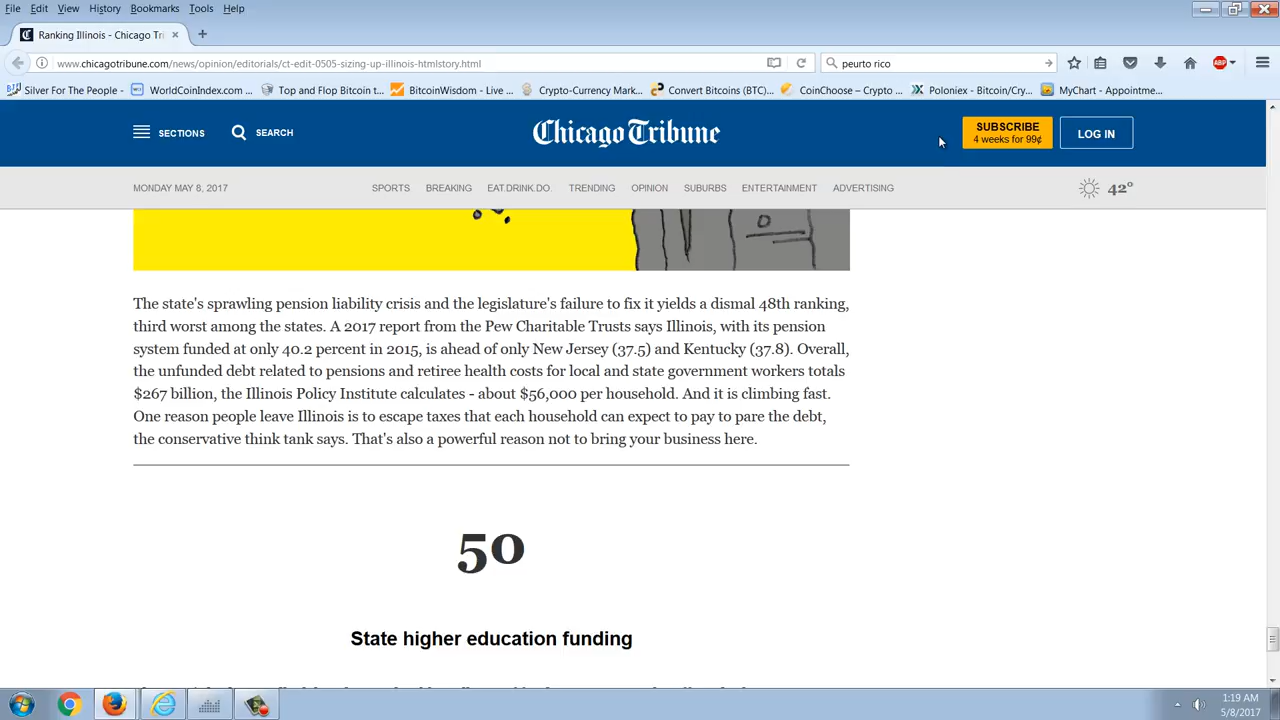 File Edit View History Bookmarks Tools Help
Ranking Illinois - Chicago Tri
www.chicagotribune.com/news/opinion/editorials/ct-edit-0505-sizing-up-illinois-htmlstory.html
peurto rico
ABP
Silver For The People - WorldCoinIndex.com ... Top and Flop Bitcoin t... BitcoinWisdom - Live ... Crypto-Currency Mark... Convert Bitcoins (BTC)... CoinChoose – Crypto ... Poloniex - Bitcoin/Cry... MyChart - Appointme...
SECTIONS SEARCH Chicago Tribune SUBSCRIBE LOG IN
4 weeks for 99¢
MONDAY MAY 8, 2017 SPORTS BREAKING EAT.DRINK.DO. TRENDING OPINION SUBURBS ENTERTAINMENT ADVERTISING 42°
The state's sprawling pension liability crisis and the legislature's failure to fix it yields a dismal 48th ranking,
third worst among the states. A 2017 report from the Pew Charitable Trusts says Illinois, with its pension
system funded at only 40.2 percent in 2015, is ahead of only New Jersey (37.5) and Kentucky (37.8). Overall,
the unfunded debt related to pensions and retiree health costs for local and state government workers totals
$267 billion, the Illinois Policy Institute calculates - about $56,000 per household. And it is climbing fast.
One reason people leave Illinois is to escape taxes that each household can expect to pay to pare the debt,
the conservative think tank says. That's also a powerful reason not to bring your business here.
50
State higher education funding
1:19 AM
5/8/2017